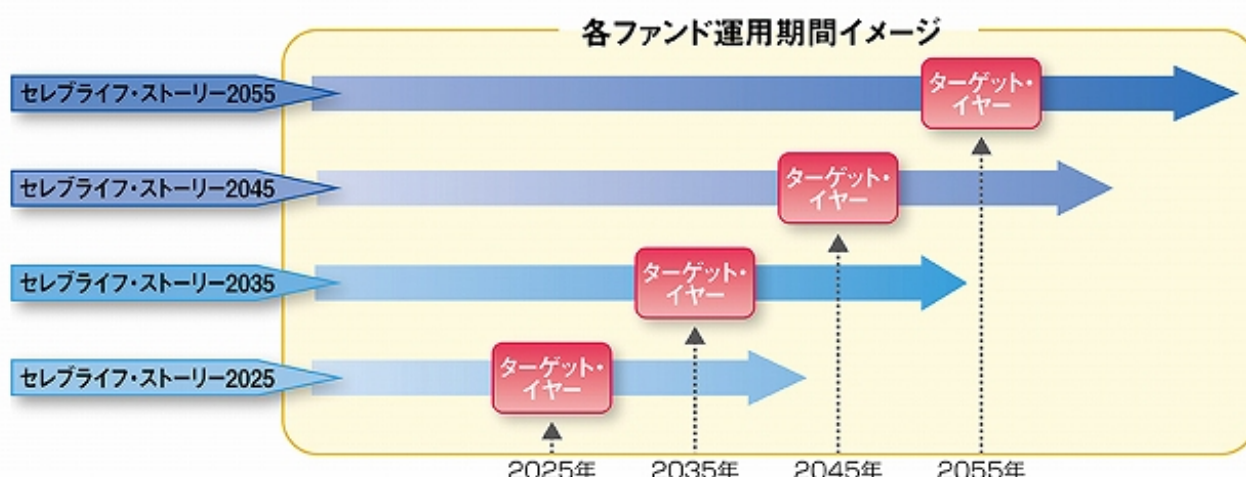 各ファンド運用期間イメージ
セレブライフ・ストーリー2055
ターゲット・
イヤー
セレブライフ・ストーリー2045
ターゲット・
イヤー
セレブライフ・ストーリー2035
ターゲット・
イヤー
セレブライフ・ストーリー2025
ターゲット・
イヤー
2025年 2035年 2045年 2055年